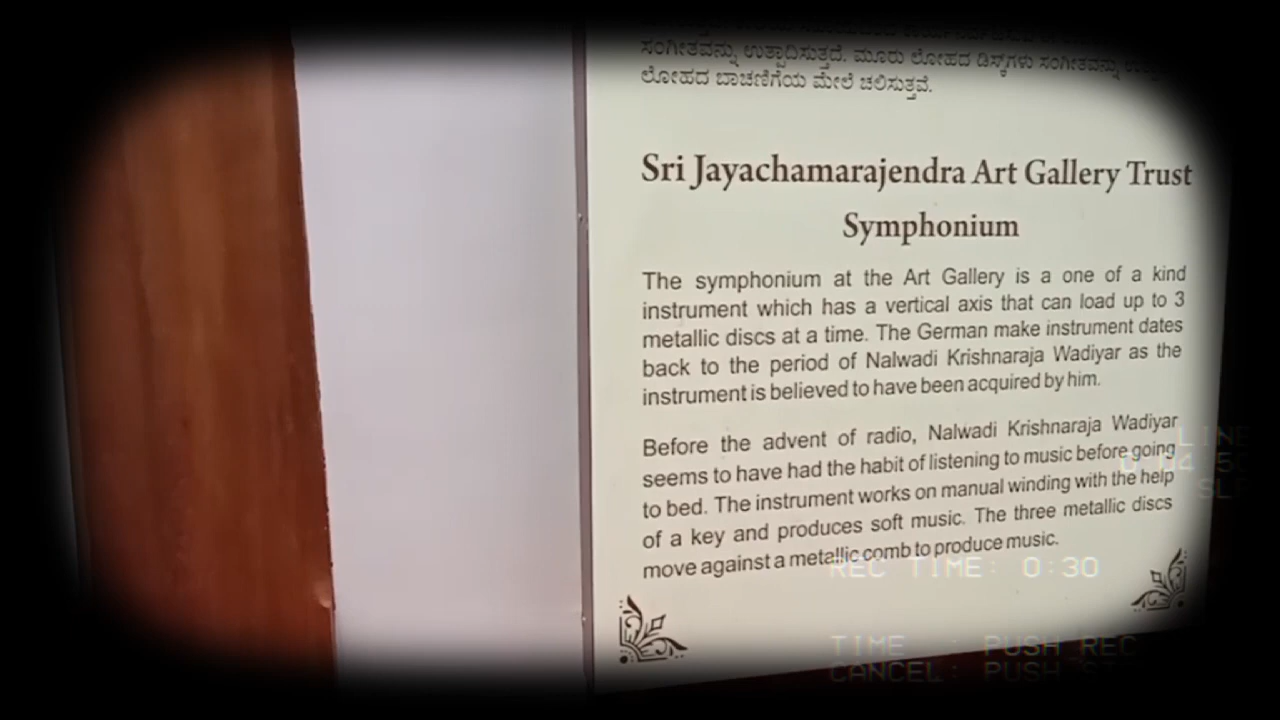 ಸಂಗೀತವನ್ನು ಉತ್ಪಾದಿಸುತ್ತದೆ. ಮೂರು ಲೋಹದ ಡಿಸ್ಕ್‌ಗಳು ಸಂಗೀತವನ್ನು
ಲೋಹದ ಬಾಚಣಿಗೆಯ ಮೇಲೆ ಚಲಿಸುತ್ತವೆ.
Sri Jayachamarajendra Art Gallery Trust
Symphonium
The symphonium at the Art Gallery is a one of a kind
instrument which has a vertical axis that can load up to 3
metallic discs at a time. The German make instrument dates
back to the period of Nalwadi Krishnaraja Wadiyar as the
instrument is believed to have been acquired by him.
Before the advent of radio, Nalwadi Krishnaraja Wadiyar
seems to have had the habit of listening to music before going
to bed. The instrument works on manual winding with the help
of a key and produces soft music. The three metallic discs
move against a metallic comb to produce music.
LINE
REC TIME: 0:30
TIME : PUSH REC
CANCEL: PUSH